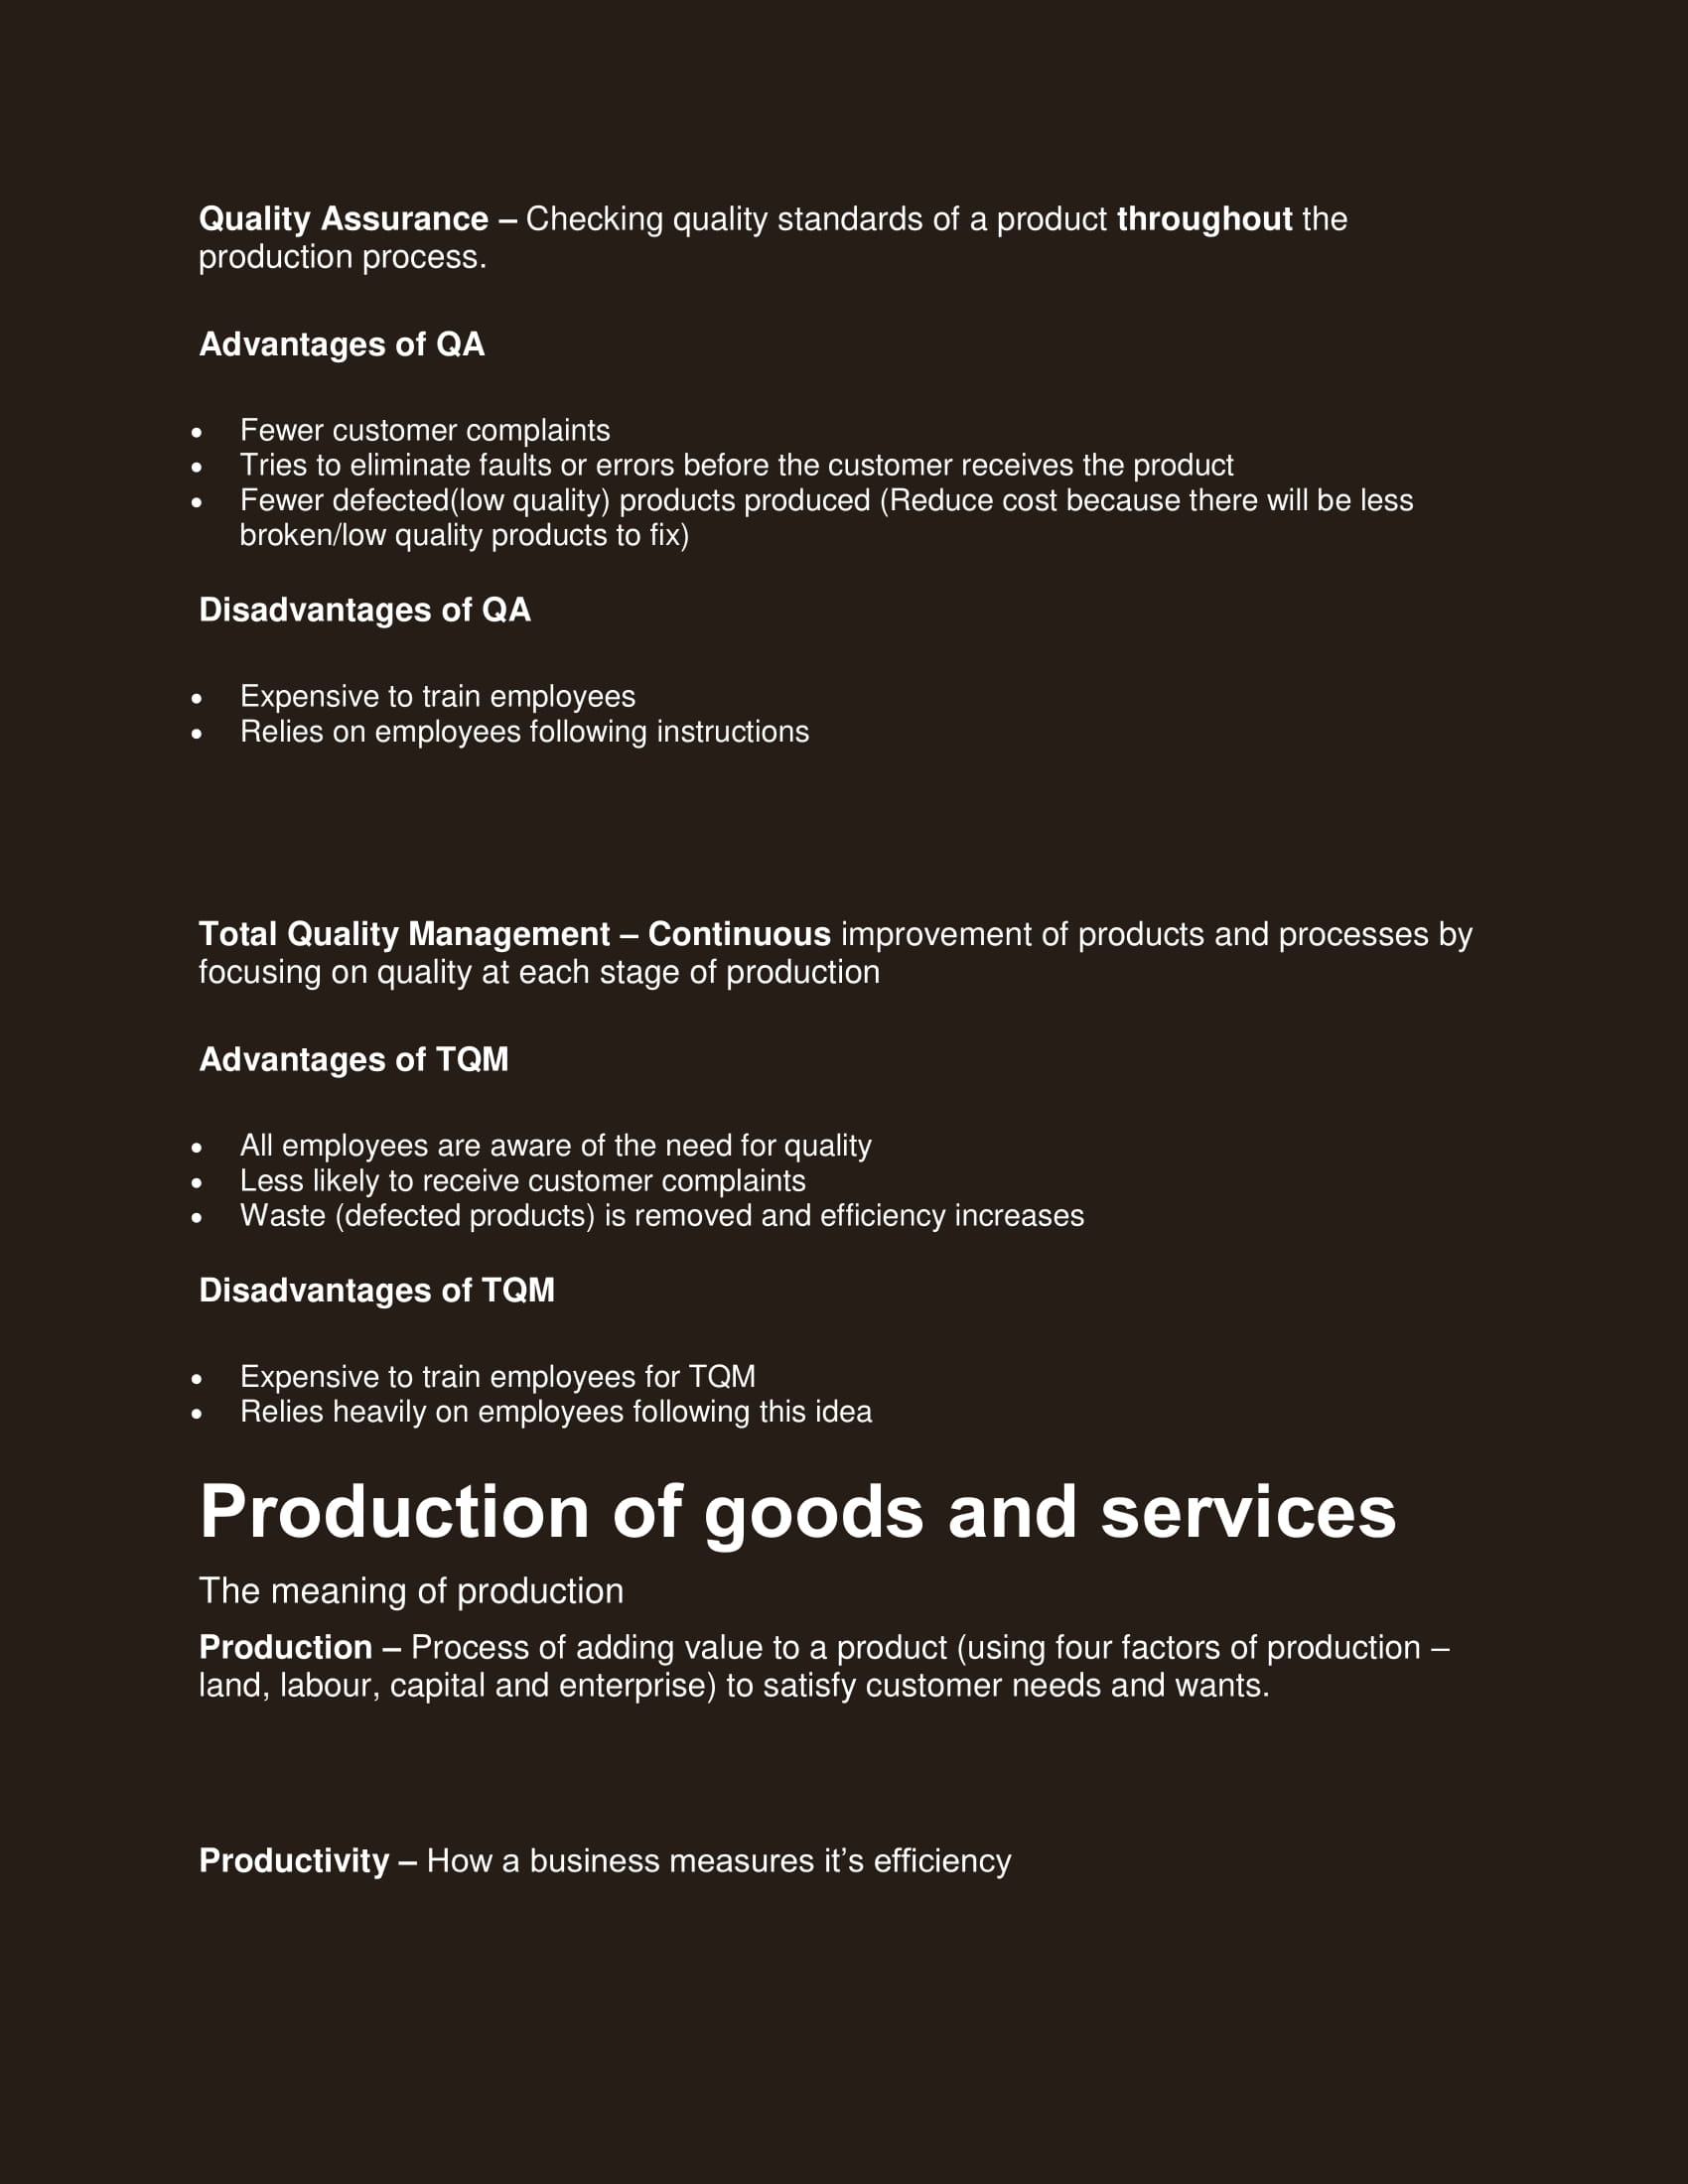 Quality Assurance – Checking quality standards of a product throughout the
production process.
Advantages of QA
• Fewer customer complaints
• Tries to eliminate faults or errors before the customer receives the product
• Fewer defected(low quality) products produced (Reduce cost because there will be less
broken/low quality products to fix)
Disadvantages of QA
• Expensive to train employees
• Relies on employees following instructions
Total Quality Management – Continuous improvement of products and processes by
focusing on quality at each stage of production
Advantages of TQM
• All employees are aware of the need for quality
• Less likely to receive customer complaints
• Waste (defected products) is removed and efficiency increases
Disadvantages of TQM
• Expensive to train employees for TQM
• Relies heavily on employees following this idea
Production of goods and services
The meaning of production
Production – Process of adding value to a product (using four factors of production –
land, labour, capital and enterprise) to satisfy customer needs and wants.
Productivity – How a business measures it’s efficiency